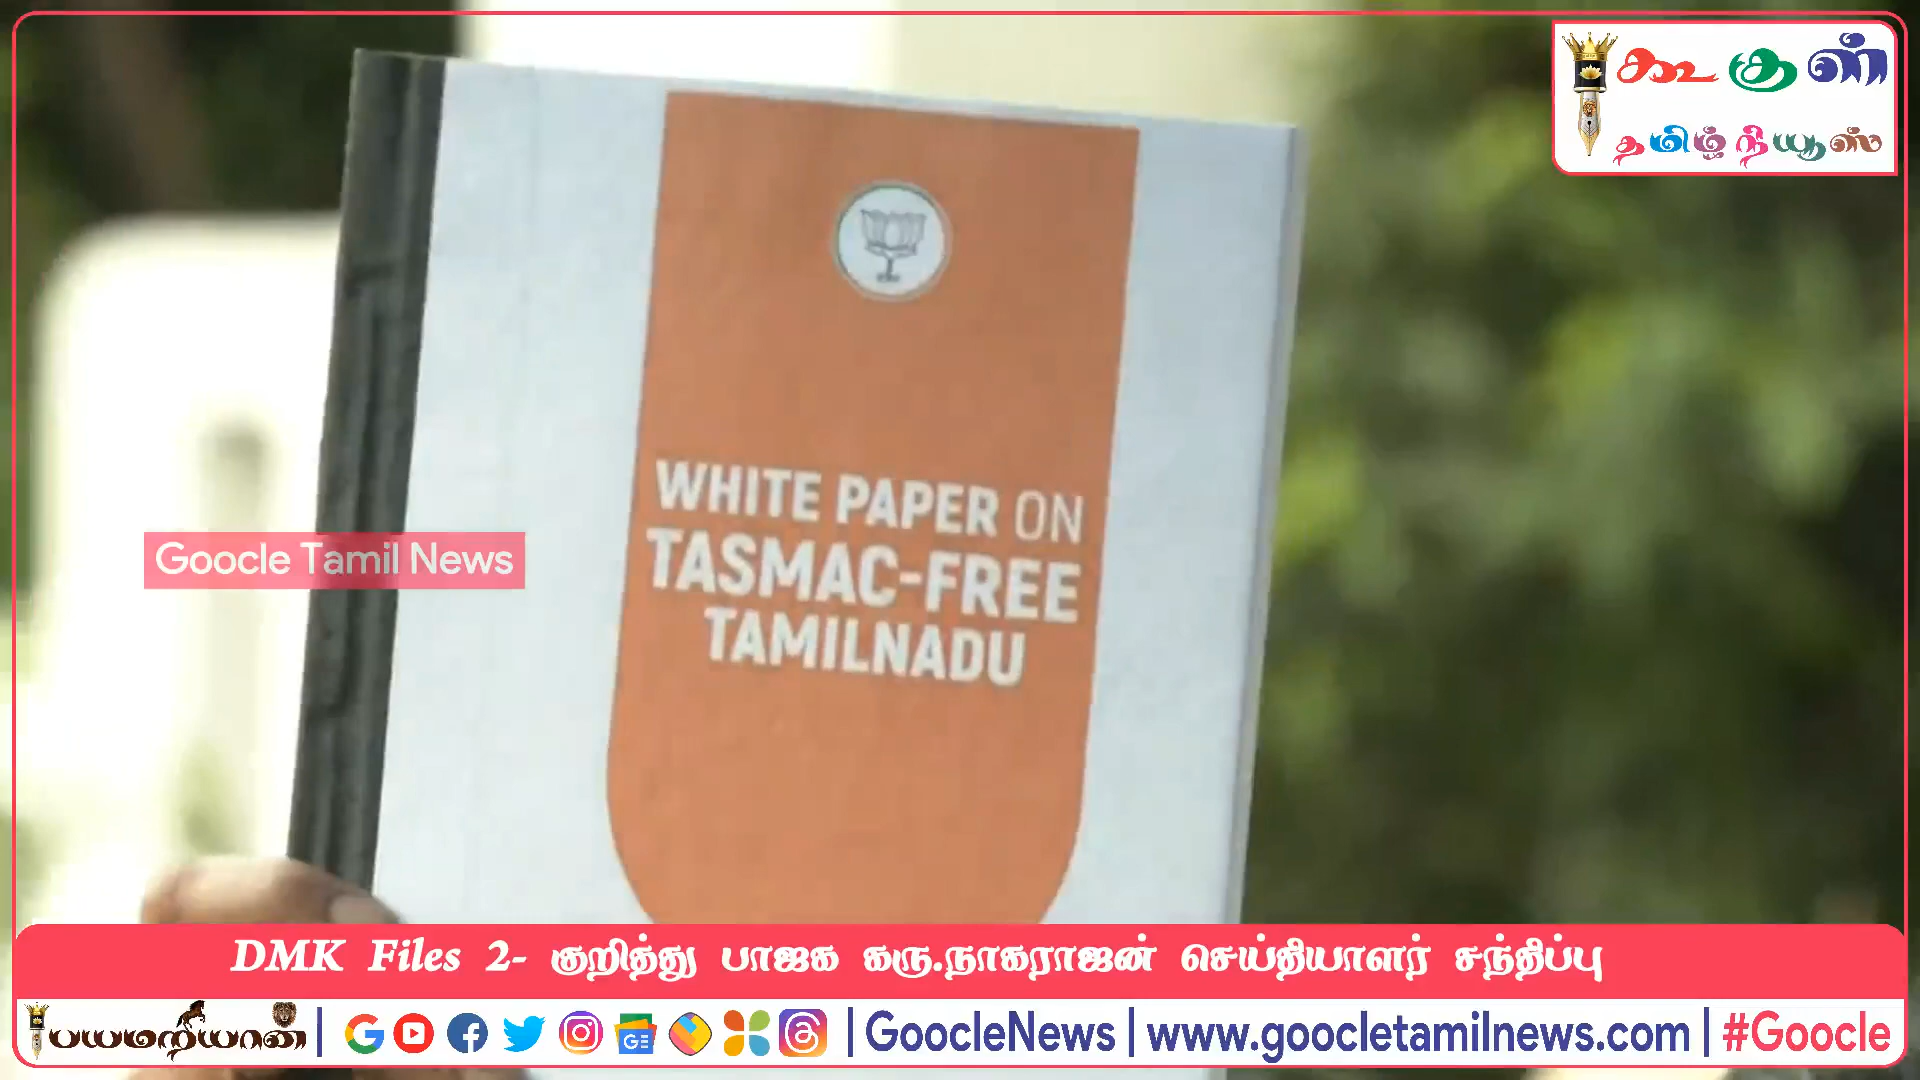 கூகுள்
தமிழ் நியூஸ்
WHITE PAPER ON
TASMAC-FREE
TAMILNADU
Goocle Tamil News
DMK Files 2- குறித்து பாஜக கரு.நாகராஜன் செய்தியாளர் சந்திப்பு
பயமறியான் | GoocleNews | www.goocletamilnews.com | #Goocle